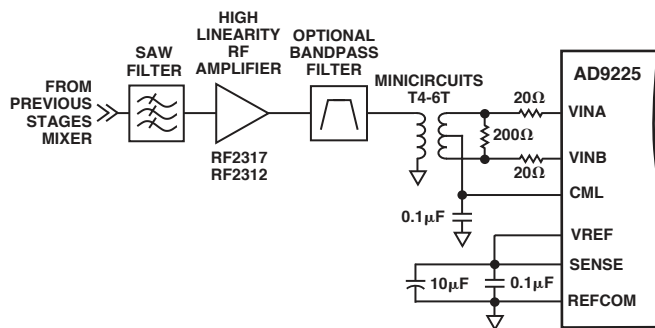 FROM
PREVIOUS
STAGES
MIXER
SAW
FILTER
HIGH
LINEARITY
RF
AMPLIFIER
RF2317
RF2312
OPTIONAL
BANDPASS
FILTER
MINICIRCUITS
T4-6T
20Ω
200Ω
20Ω
0.1μF
10μF
0.1μF
AD9225
VINA
VINB
CML
VREF
SENSE
REFCOM